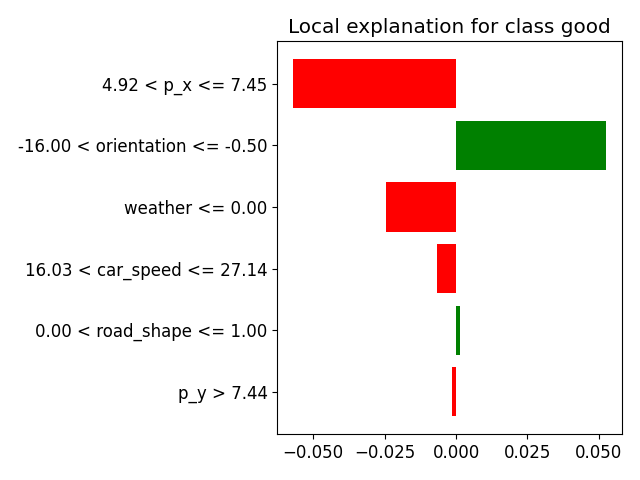 Local explanation for class good
4.92 < p_x <= 7.45
-16.00 < orientation <= -0.50
weather <= 0.00
16.03 < car_speed <= 27.14
0.00 < road_shape <= 1.00
p_y > 7.44
−0.050 −0.025 0.000 0.025 0.050